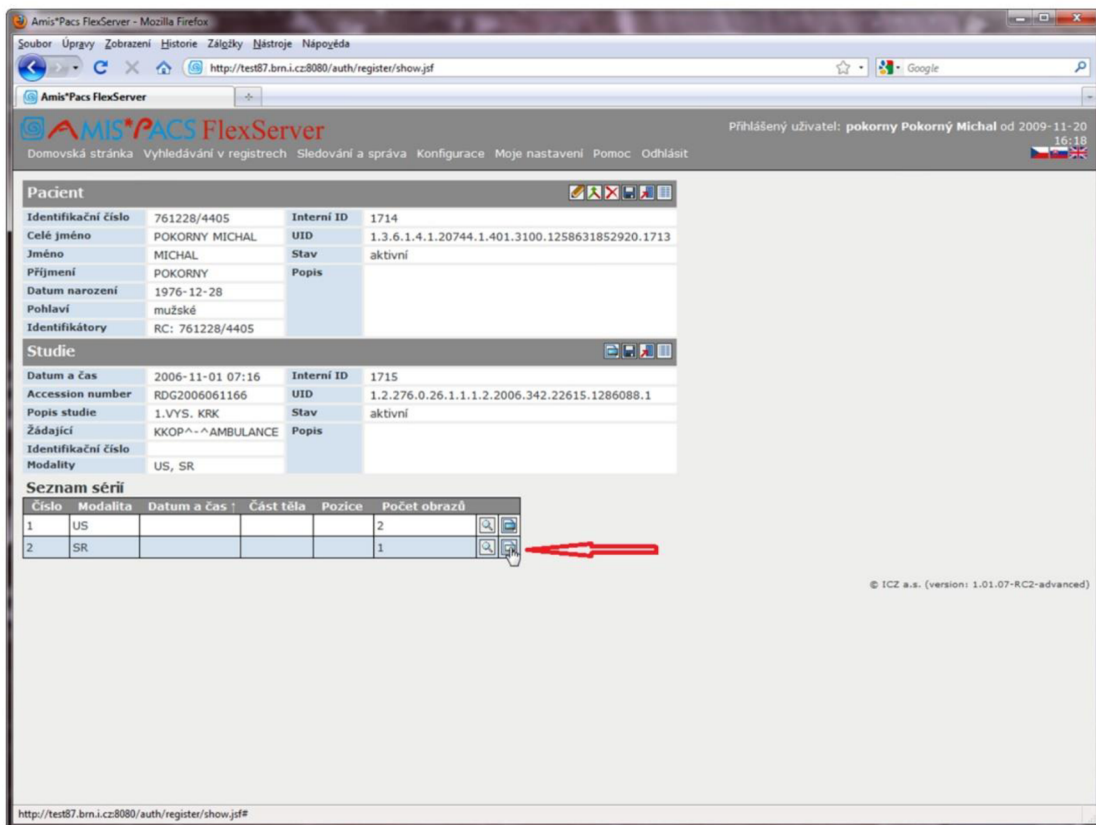 Amis*Pacs FlexServer - Mozilla Firefox
Soubor Úpravy Zobrazení Historie Záložky Nástroje Nápověda
http://test87.brn.i.cz:8080/auth/register/show.jsf
Google
Amis*Pacs FlexServer
AMIS*PACS FlexServer
Přihlášený uživatel: pokorny Pokorný Michal od 2009-11-20
16:18
Domovská stránka Vyhledávání v registrech Sledování a správa Konfigurace Moje nastavení Pomoc Odhlásit
Pacient
Identifikační číslo 761228/4405 Interní ID 1714
Celé jméno POKORNY MICHAL UID 1.3.6.1.4.1.20744.1.401.3100.1258631852920.1713
Jméno MICHAL Stav aktivní
Příjmení POKORNY Popis
Datum narození 1976-12-28
Pohlaví mužské
Identifikátory RC: 761228/4405
Studie
Datum a čas 2006-11-01 07:16 Interní ID 1715
Accession number RDG2006061166 UID 1.2.276.0.26.1.1.1.2.2006.342.22615.1286088.1
Popis studie 1.VYS. KRK Stav aktivní
Žádající KKOP^-^AMBULANCE Popis
Identifikační číslo
Modality US, SR
Seznam sérií
Číslo Modalita Datum a čas ↑ Část těla Pozice Počet obrazů
1 US 2
2 SR 1
© ICZ a.s. (version: 1.01.07-RC2-advanced)
http://test87.brn.i.cz:8080/auth/register/show.jsf#